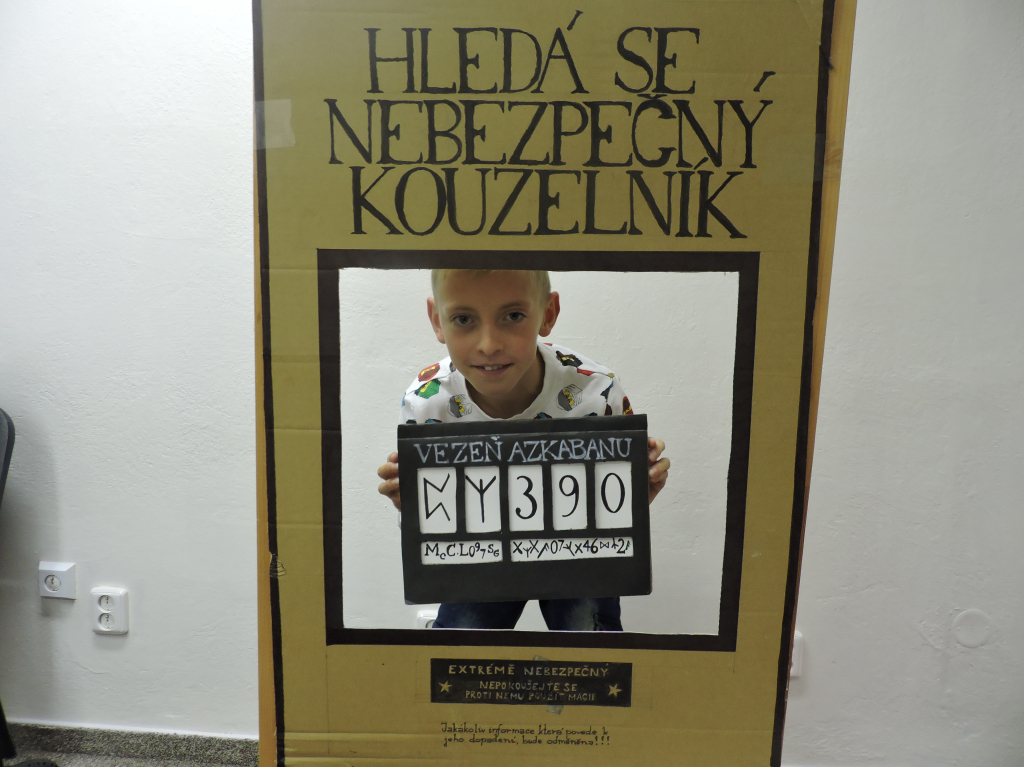 HLEDÁ SE
NEBEZPEČNÝ
KOUZELNÍK
VEZEŇ AZKABANU
390
EXTRÉMĚ NEBEZPEČNÝ
NEPOKOUŠEJTE SE
PROTI NĚMU POUŽÍT MAGII
Jakákoliv informace která povede k
jeho dopadení, bude odměněna!!!